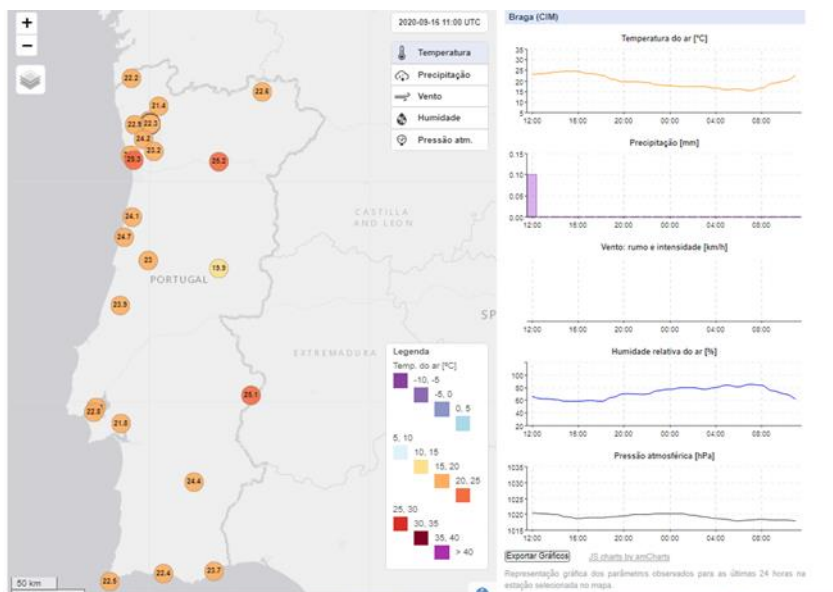 +
−
2020-09-16 11:00 UTC
Temperatura
Precipitação
Vento
Humidade
Pressão atm.
22.2
22.6
21.4
22.9
22.3
24.2
23.2
25.3
25.2
24.1
24.7
CASTILLA
AND LEON
23
19.9
PORTUGAL
23.9
SP
EXTREMADURA
25.1
22.8
21.8
24.4
22.5
22.4
23.7
50 km
Legenda
Temp. do ar [ºC]
-10, -5
-5, 0
0, 5
5, 10
10, 15
15, 20
20, 25
25, 30
30, 35
35, 40
> 40
Braga (CIM)
Temperatura do ar [ºC]
35
30
25
20
15
10
5
12:00 16:00 20:00 00:00 04:00 08:00
Precipitação [mm]
0.15
0.10
0.05
0.00
12:00 16:00 20:00 00:00 04:00 08:00
Vento: rumo e intensidade [km/h]
12:00 16:00 20:00 00:00 04:00 08:00
Humidade relativa do ar [%]
100
80
60
40
20
12:00 16:00 20:00 00:00 04:00 08:00
Pressão atmosférica [hPa]
1035
1028
1020
1015
12:00 16:00 20:00 00:00 04:00 08:00
Exportar Gráficos JS charts by amCharts
Representação gráfica dos parâmetros observados para as últimas 24 horas na
estação selecionada no mapa.